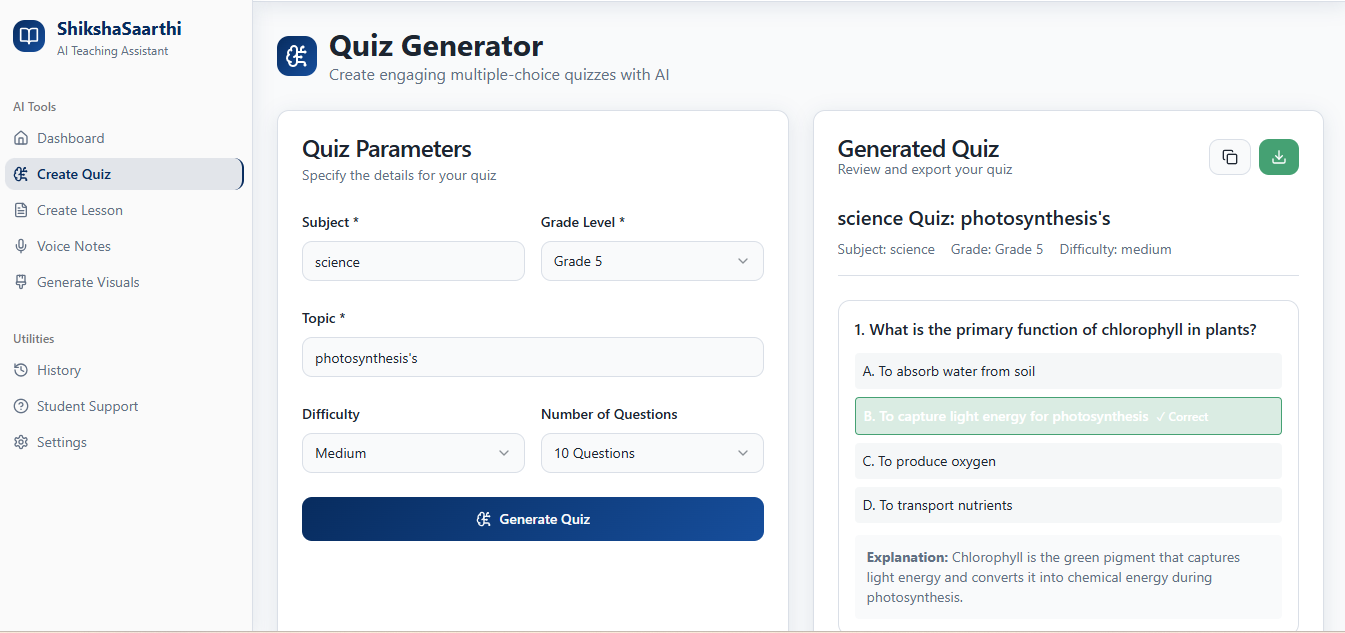 ShikshaSaarthi
AI Teaching Assistant
AI Tools
Dashboard
Create Quiz
Create Lesson
Voice Notes
Generate Visuals
Utilities
History
Student Support
Settings
Quiz Generator
Create engaging multiple-choice quizzes with AI
Quiz Parameters
Specify the details for your quiz
Subject *
Grade Level *
science
Grade 5
Topic *
photosynthesis's
Difficulty
Number of Questions
Medium
10 Questions
Generate Quiz
Generated Quiz
Review and export your quiz
science Quiz: photosynthesis's
Subject: science Grade: Grade 5 Difficulty: medium
1. What is the primary function of chlorophyll in plants?
A. To absorb water from soil
B. To capture light energy for photosynthesis ✓ Correct
C. To produce oxygen
D. To transport nutrients
Explanation: Chlorophyll is the green pigment that captures
light energy and converts it into chemical energy during
photosynthesis.